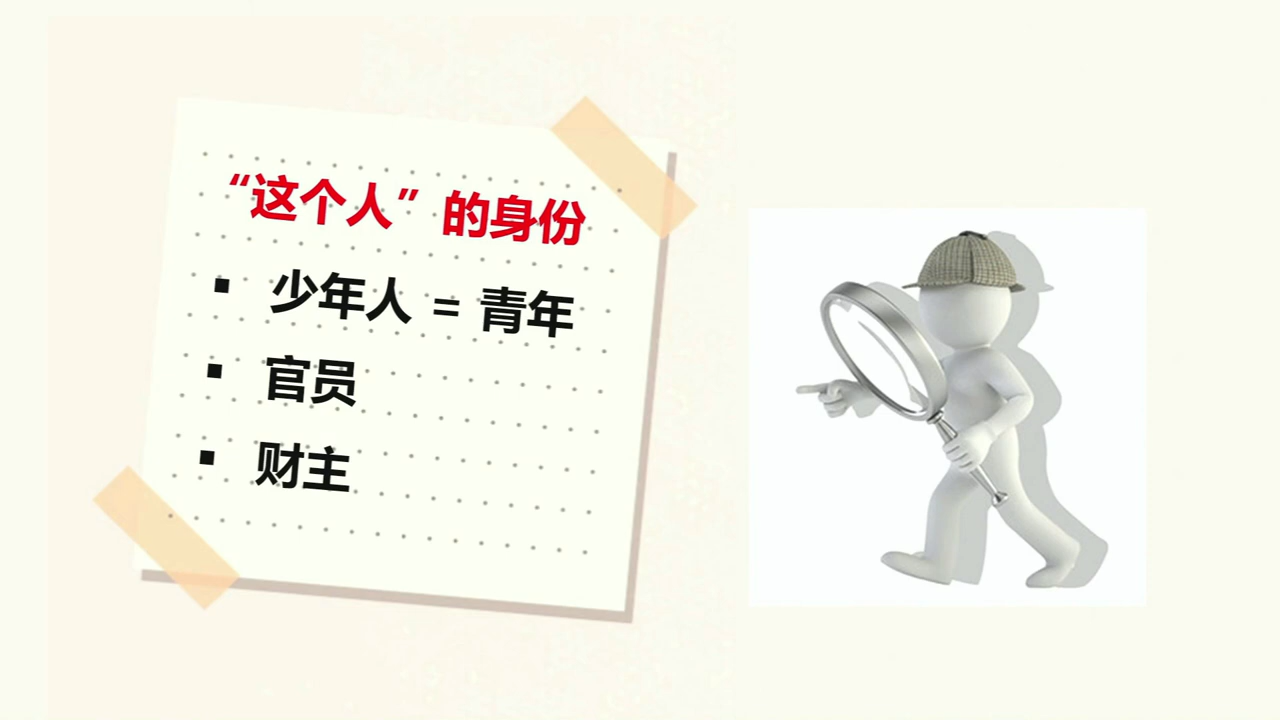 “这个人”的身份
▪ 少年人 = 青年
▪ 官员
▪ 财主